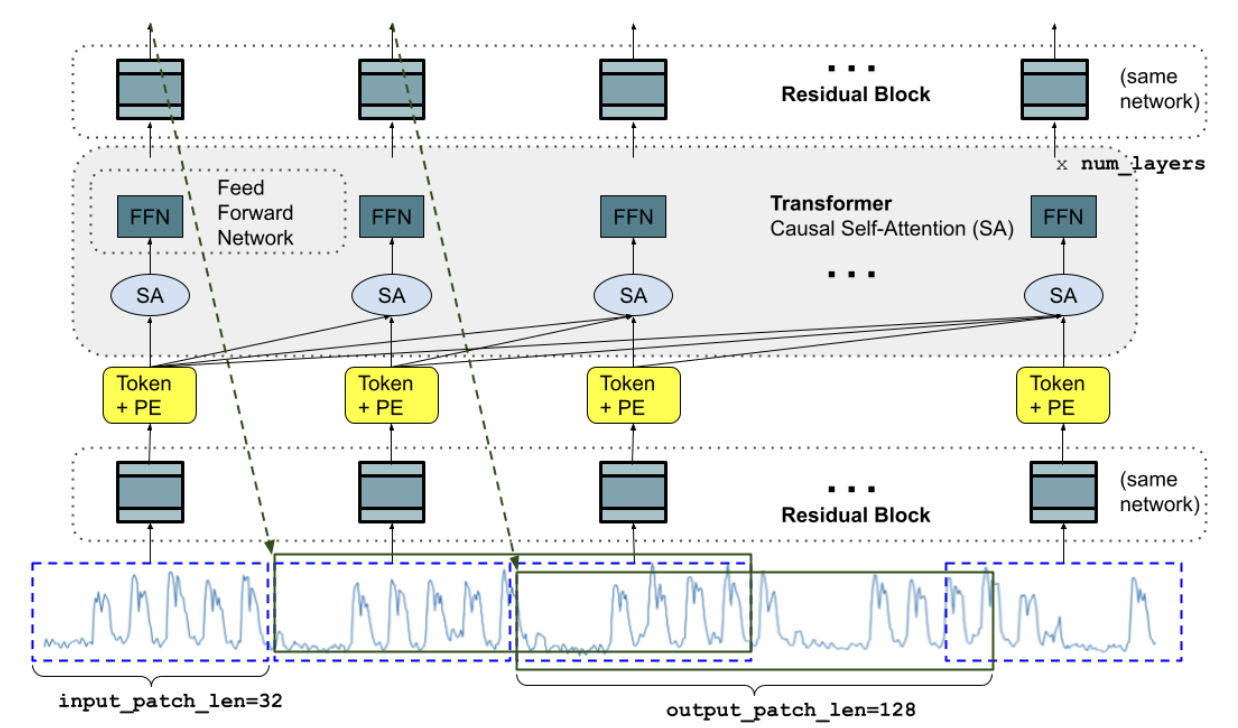 . . .
Residual Block
(same
network)
x num_layers
Feed
Forward
Network
FFN
FFN
FFN
FFN
Transformer
Causal Self-Attention (SA)
. . .
SA
SA
SA
SA
Token
+ PE
Token
+ PE
Token
+ PE
Token
+ PE
. . .
Residual Block
(same
network)
input_patch_len=32
output_patch_len=128